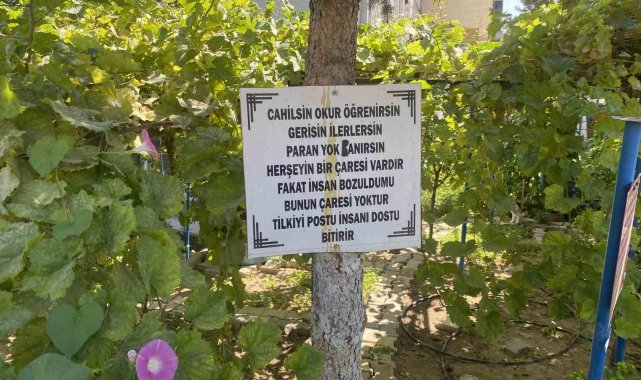 CAHİLSİN OKUR ÖĞRENİRSİN
GERİSİN İLERLERSİN
PARAN YOK KANIRSIN
HERŞEYİN BİR ÇARESİ VARDIR
FAKAT İNSAN BOZULDUMU
BUNUN ÇARESİ YOKTUR
TİLKİYİ POSTU İNSANI DOSTU
BİTİRİR